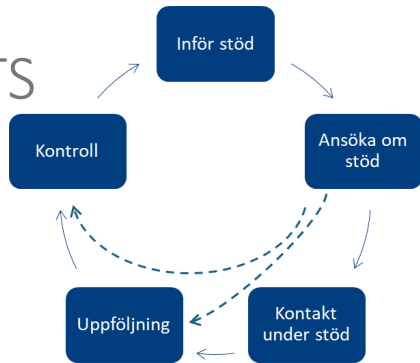 Inför stöd
TS
Ansöka om
stöd
Kontakt
under stöd
Uppföljning
Kontroll